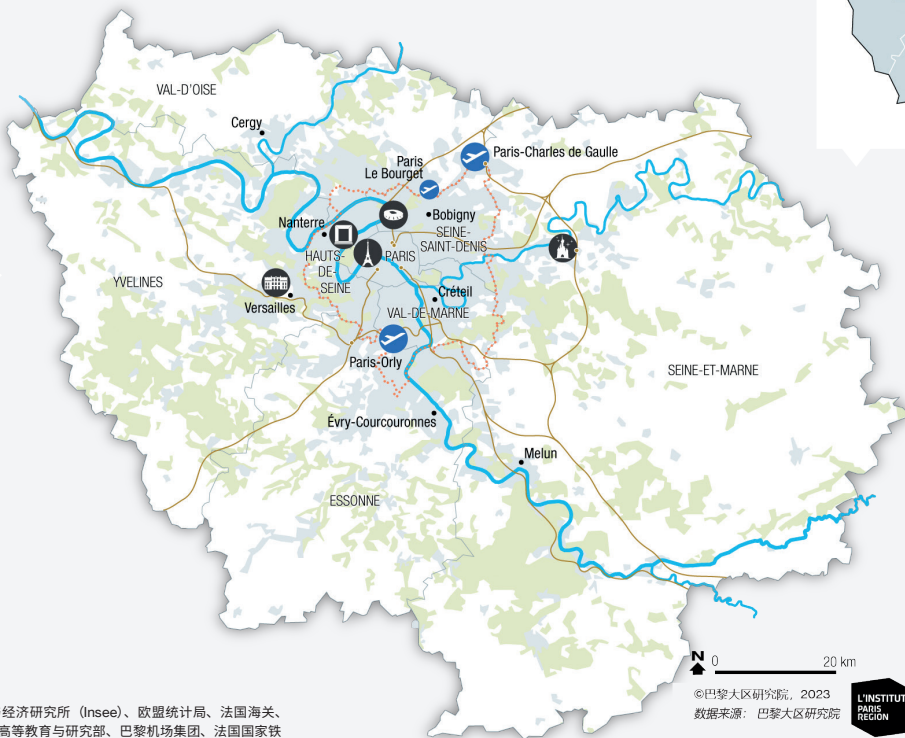 VAL-D'OISE
Cergy
Paris
Le Bourget
Paris-Charles de Gaulle
Nanterre
Bobigny
SEINE-
SAINT-DENIS
HAUTS-
DE-
SEINE
PARIS
YVELINES
Versailles
Créteil
VAL-DE-MARNE
Paris-Orly
SEINE-ET-MARNE
Évry-Courcouronnes
Melun
ESSONNE
N
0
20 km
©巴黎大区研究院，2023
数据来源： 巴黎大区研究院
L'INSTITUT
PARIS
REGION
经济研究所（Insee）、欧盟统计局、法国海关、
高等教育与研究部、巴黎机场集团、法国国家铁